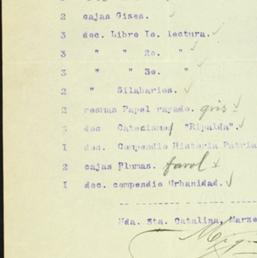 2 cajas Gises.
3 doc. Libro 1o. lectura.
3 " " 2o. "
3 " " 3o. "
2 " Silabarios.
2 resmas Papel rayado. gris
doc Catecismo "Ripalda".
1 doc. Compendio Historia Patria
2 cajas Plumas. farol
1 doc. compendio Urbanidad.
Hda. Sta. Catalina, Marzo